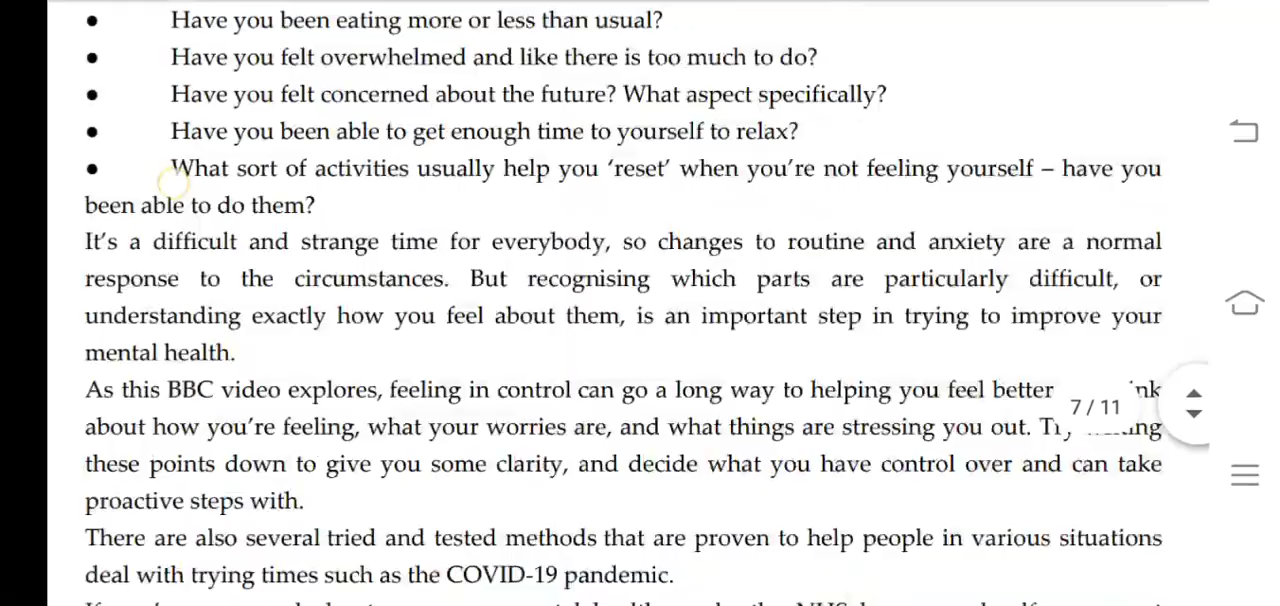 ● Have you been eating more or less than usual?
● Have you felt overwhelmed and like there is too much to do?
● Have you felt concerned about the future? What aspect specifically?
● Have you been able to get enough time to yourself to relax?
● What sort of activities usually help you ‘reset’ when you’re not feeling yourself – have you
been able to do them?
It’s a difficult and strange time for everybody, so changes to routine and anxiety are a normal
response to the circumstances. But recognising which parts are particularly difficult, or
understanding exactly how you feel about them, is an important step in trying to improve your
mental health.
As this BBC video explores, feeling in control can go a long way to helping you feel better
7/11
about how you’re feeling, what your worries are, and what things are stressing you out.
these points down to give you some clarity, and decide what you have control over and can take
proactive steps with.
There are also several tried and tested methods that are proven to help people in various situations
deal with trying times such as the COVID-19 pandemic.